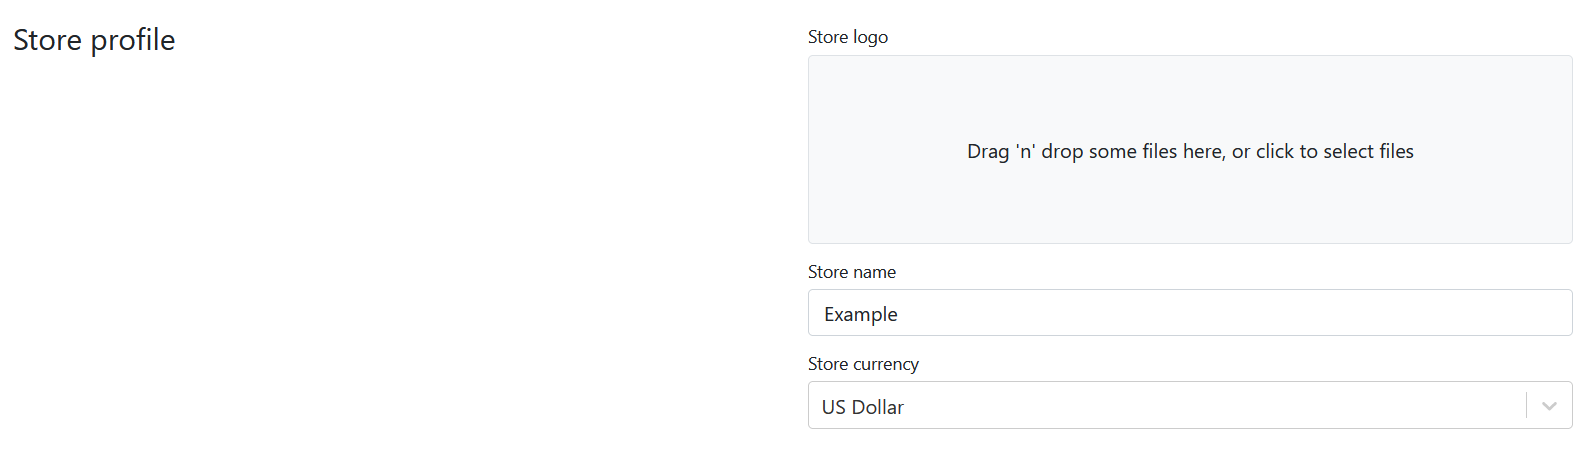 Store profile
Store logo
Drag 'n' drop some files here, or click to select files
Store name
Example
Store currency
US Dollar